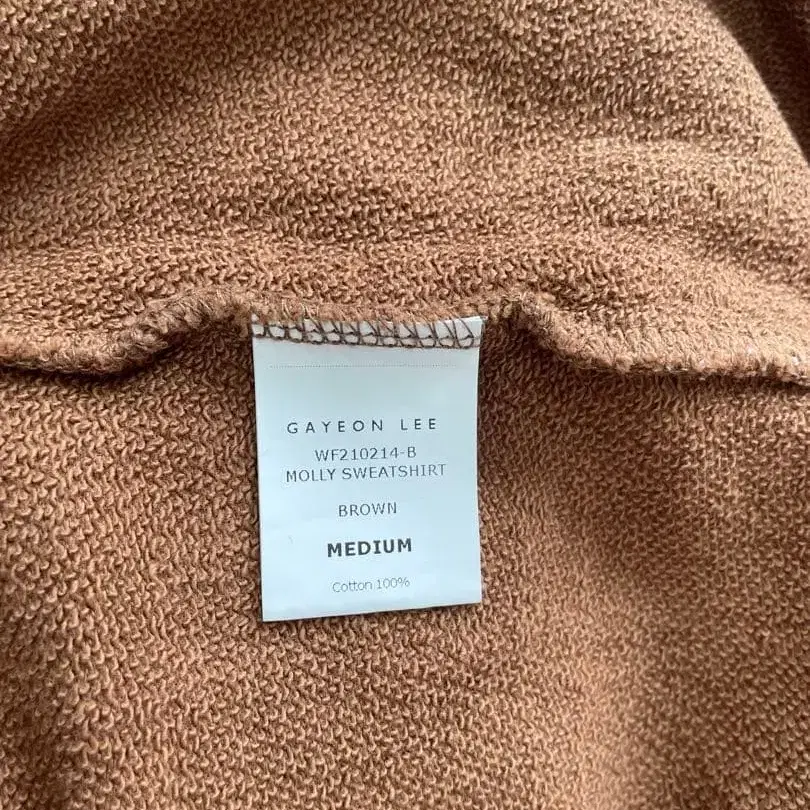 GAYEON LEE
WF210214-B
MOLLY SWEATSHIRT
BROWN
MEDIUM
Cotton 100%